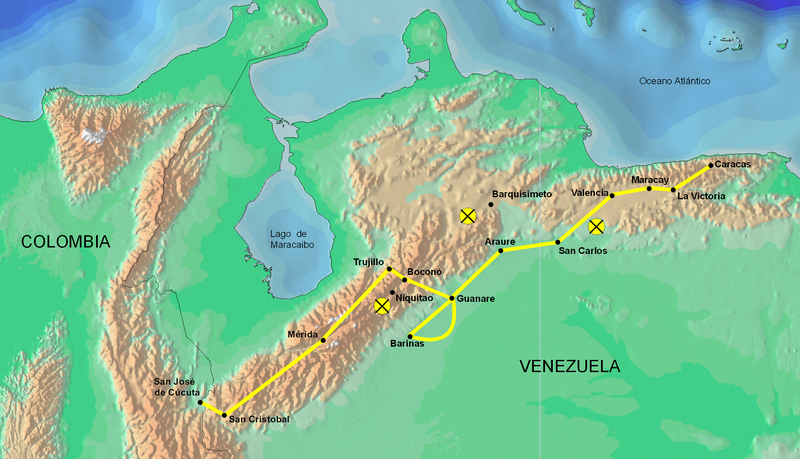 Oceano Atlántico
Caracas
Maracay
La Victoria
Valencia
Barquisimeto
COLOMBIA
Lago de
Maracaibo
Araure
San Carlos
Trujillo
Boconó
Niquitao
Guanare
Mérida
Barinas
VENEZUELA
San José
de Cúcuta
San Cristobal